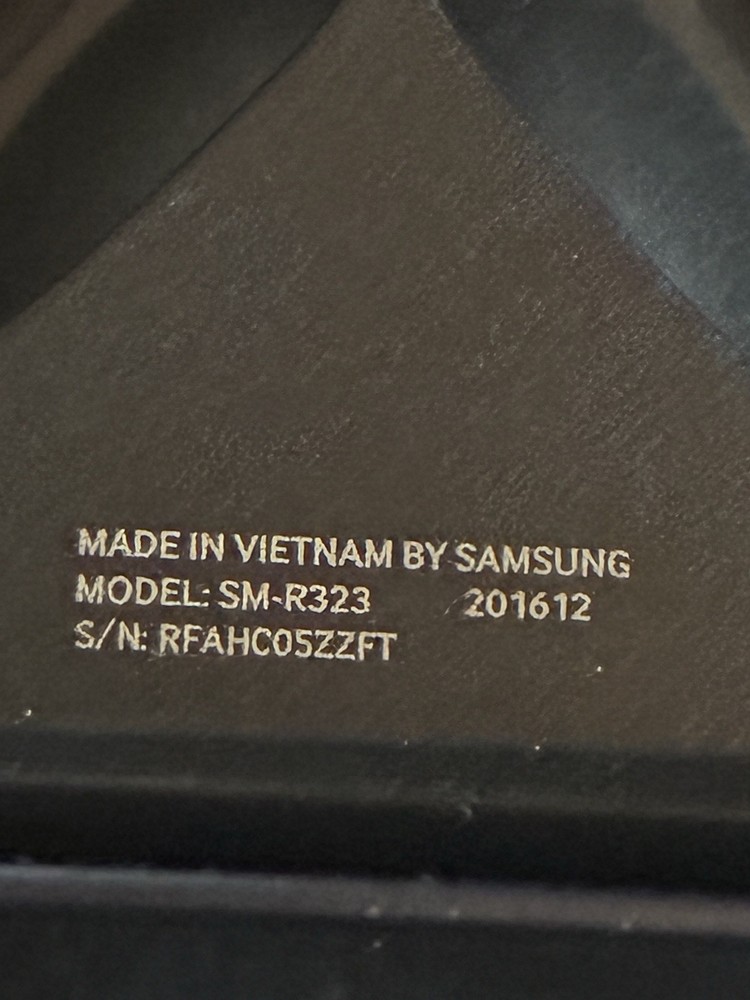 MADE IN VIETNAM BY SAMSUNG
MODEL: SM-R323 201612
S/N: RFAHC05ZZFT